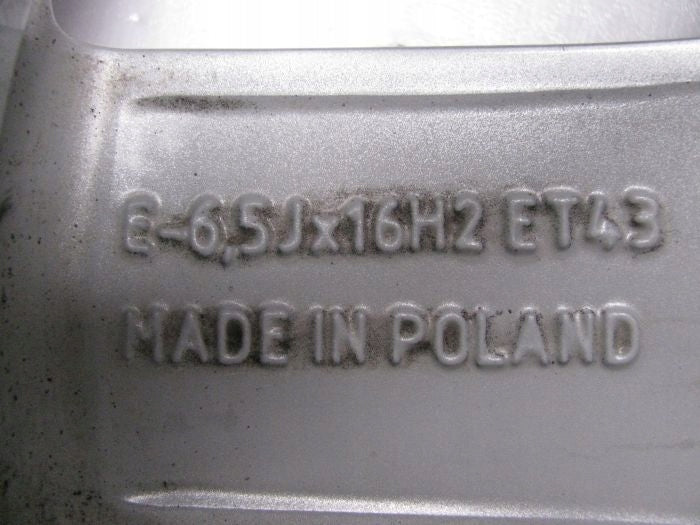 E-6,5Jx16H2 ET43
MADE IN POLAND